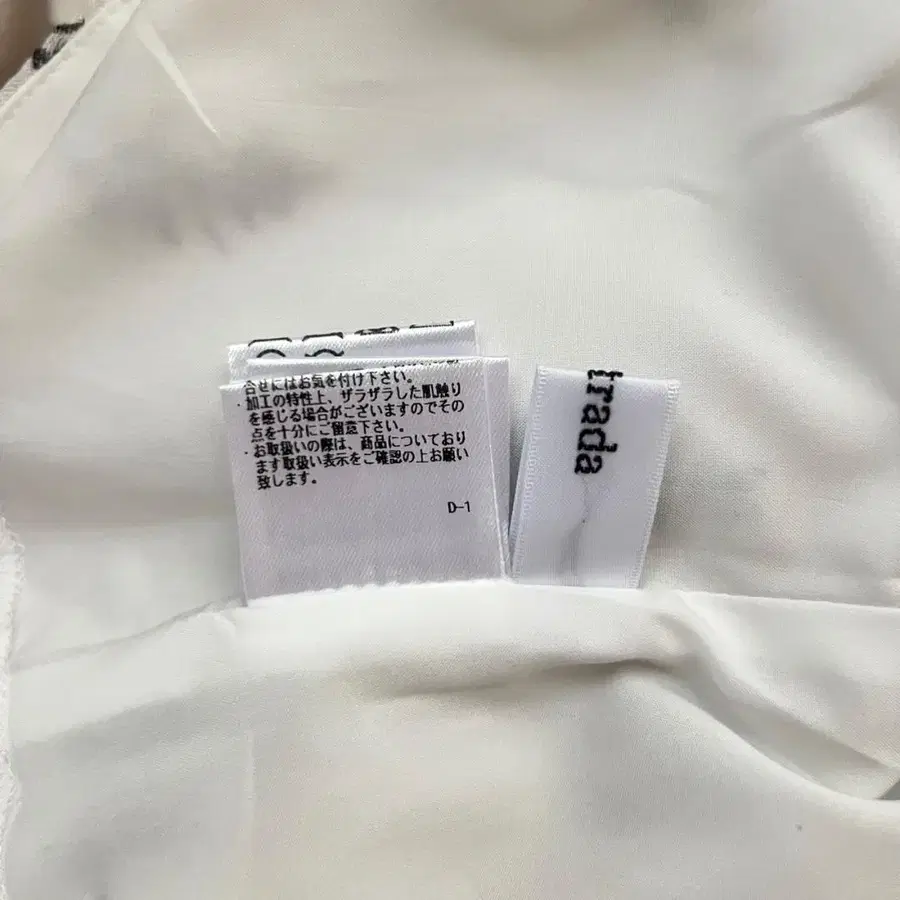 合せにはお気を付け下さい。
・加工の特性上、ザラザラした肌触り
を感じる場合がございますのでその
点を十分にご留意下さい。
・お取扱いの際は、商品についており
ます取扱い表示をご確認の上お願い
致します。
D-1
trada